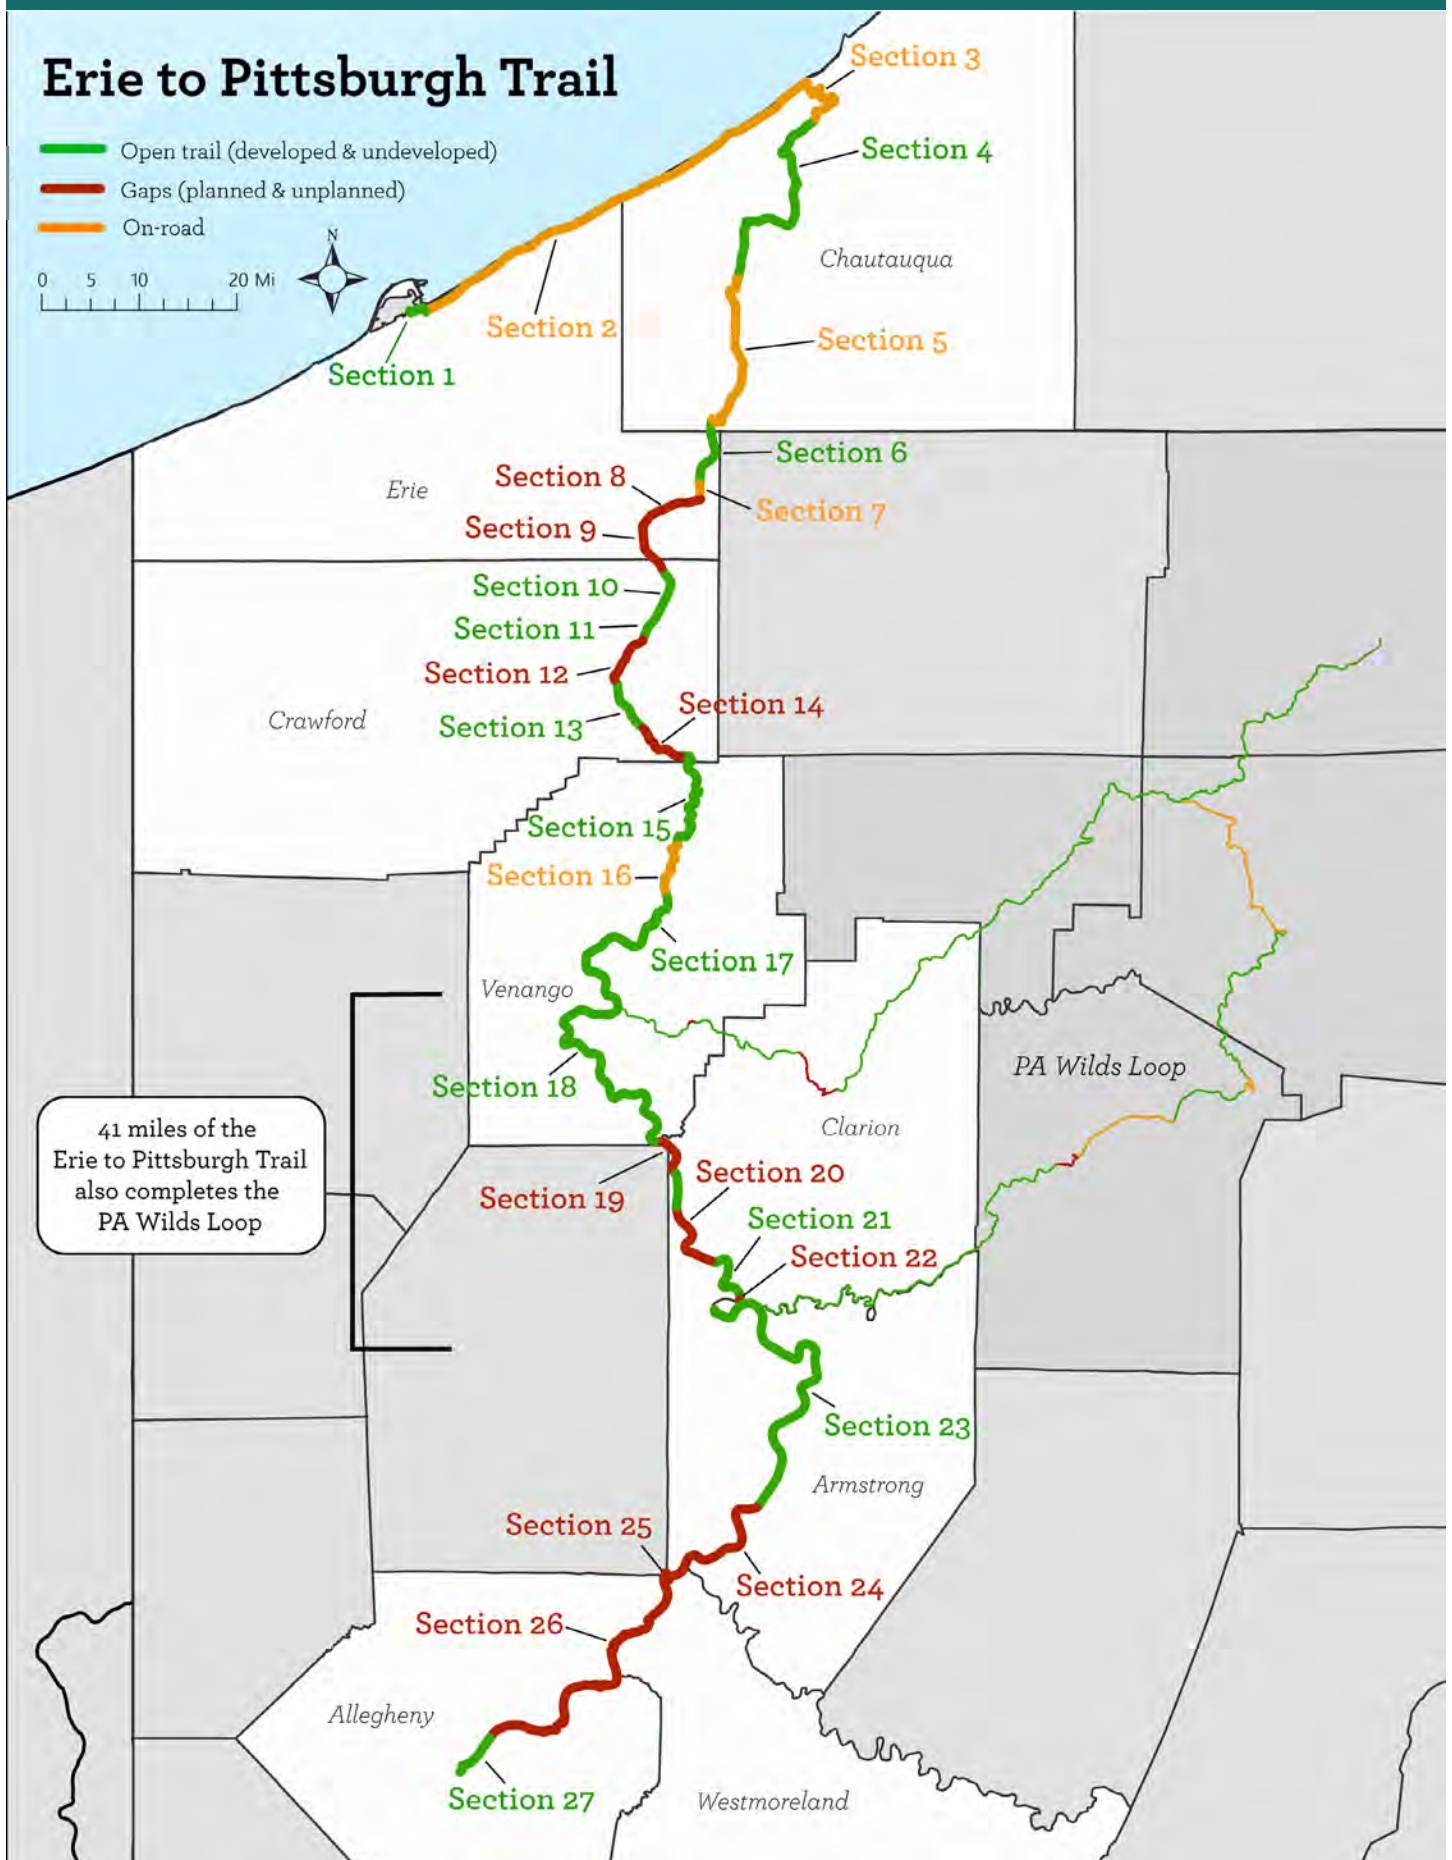 Erie to Pittsburgh Trail
Open trail (developed & undeveloped)
Gaps (planned & unplanned)
On-road
N
0 5 10 20 Mi
Section 3
Section 4
Chautauqua
Section 2
Section 5
Section 1
Section 6
Section 8
Erie
Section 7
Section 9
Section 10
Section 11
Section 12
Section 14
Crawford
Section 13
Section 15
Section 16
Section 17
Venango
PA Wilds Loop
Section 18
Clarion
41 miles of the
Erie to Pittsburgh Trail
also completes the
PA Wilds Loop
Section 20
Section 19
Section 21
Section 22
Section 23
Armstrong
Section 25
Section 24
Section 26
Allegheny
Section 27
Westmoreland